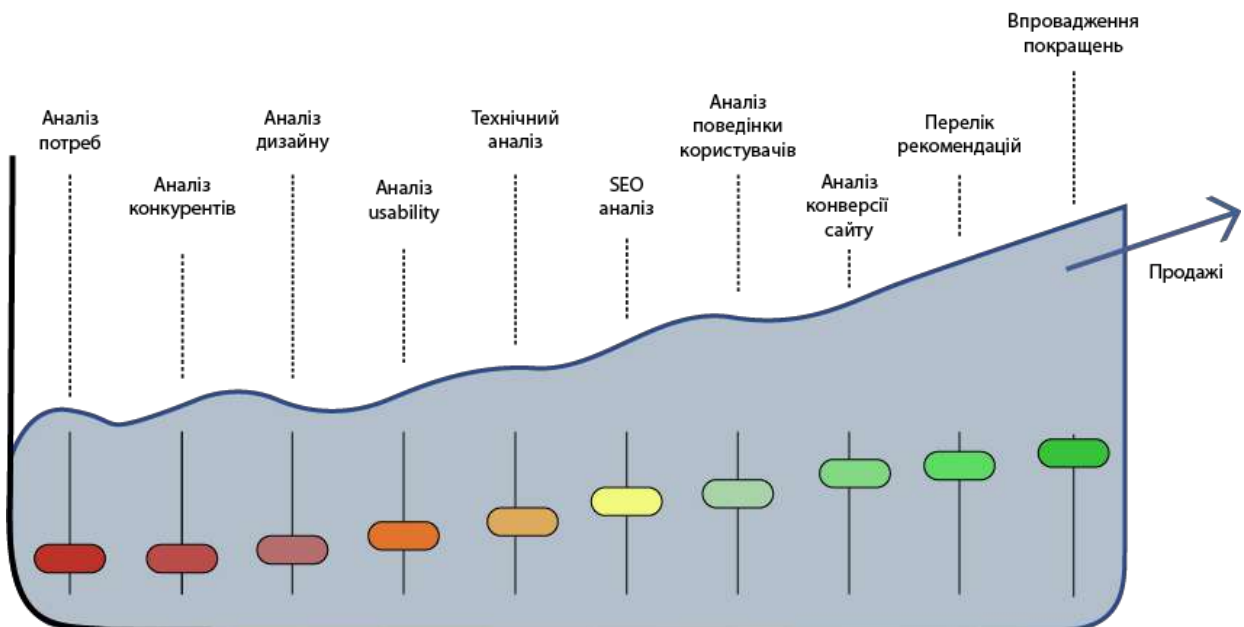 Аналіз
потреб
Аналіз
конкурентів
Аналіз
дизайну
Аналіз
usability
Технічний
аналіз
SEO
аналіз
Аналіз
поведінки
користувачів
Аналіз
конверсії
сайту
Перелік
рекомендацій
Впровадження
покращень
Продажі